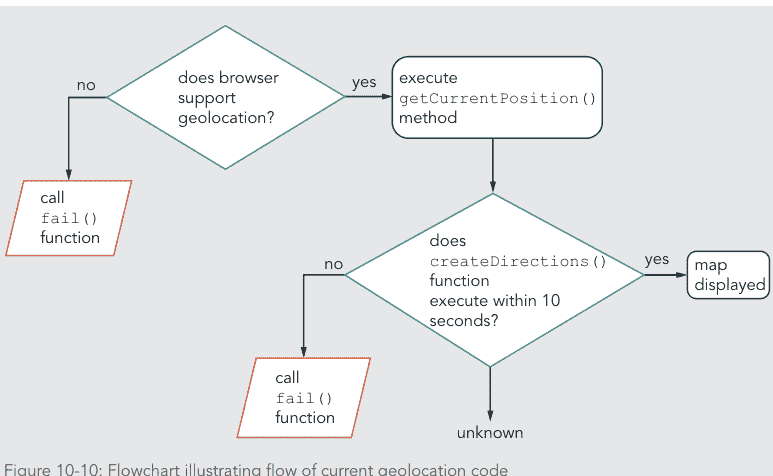 does browser
support
geolocation?
no
yes
execute
getCurrentPosition()
method
call
fail()
function
does
createDirections()
function
execute within 10
seconds?
no
yes
map
displayed
call
fail()
function
unknown
Figure 10-10: Flowchart illustrating flow of current geolocation code